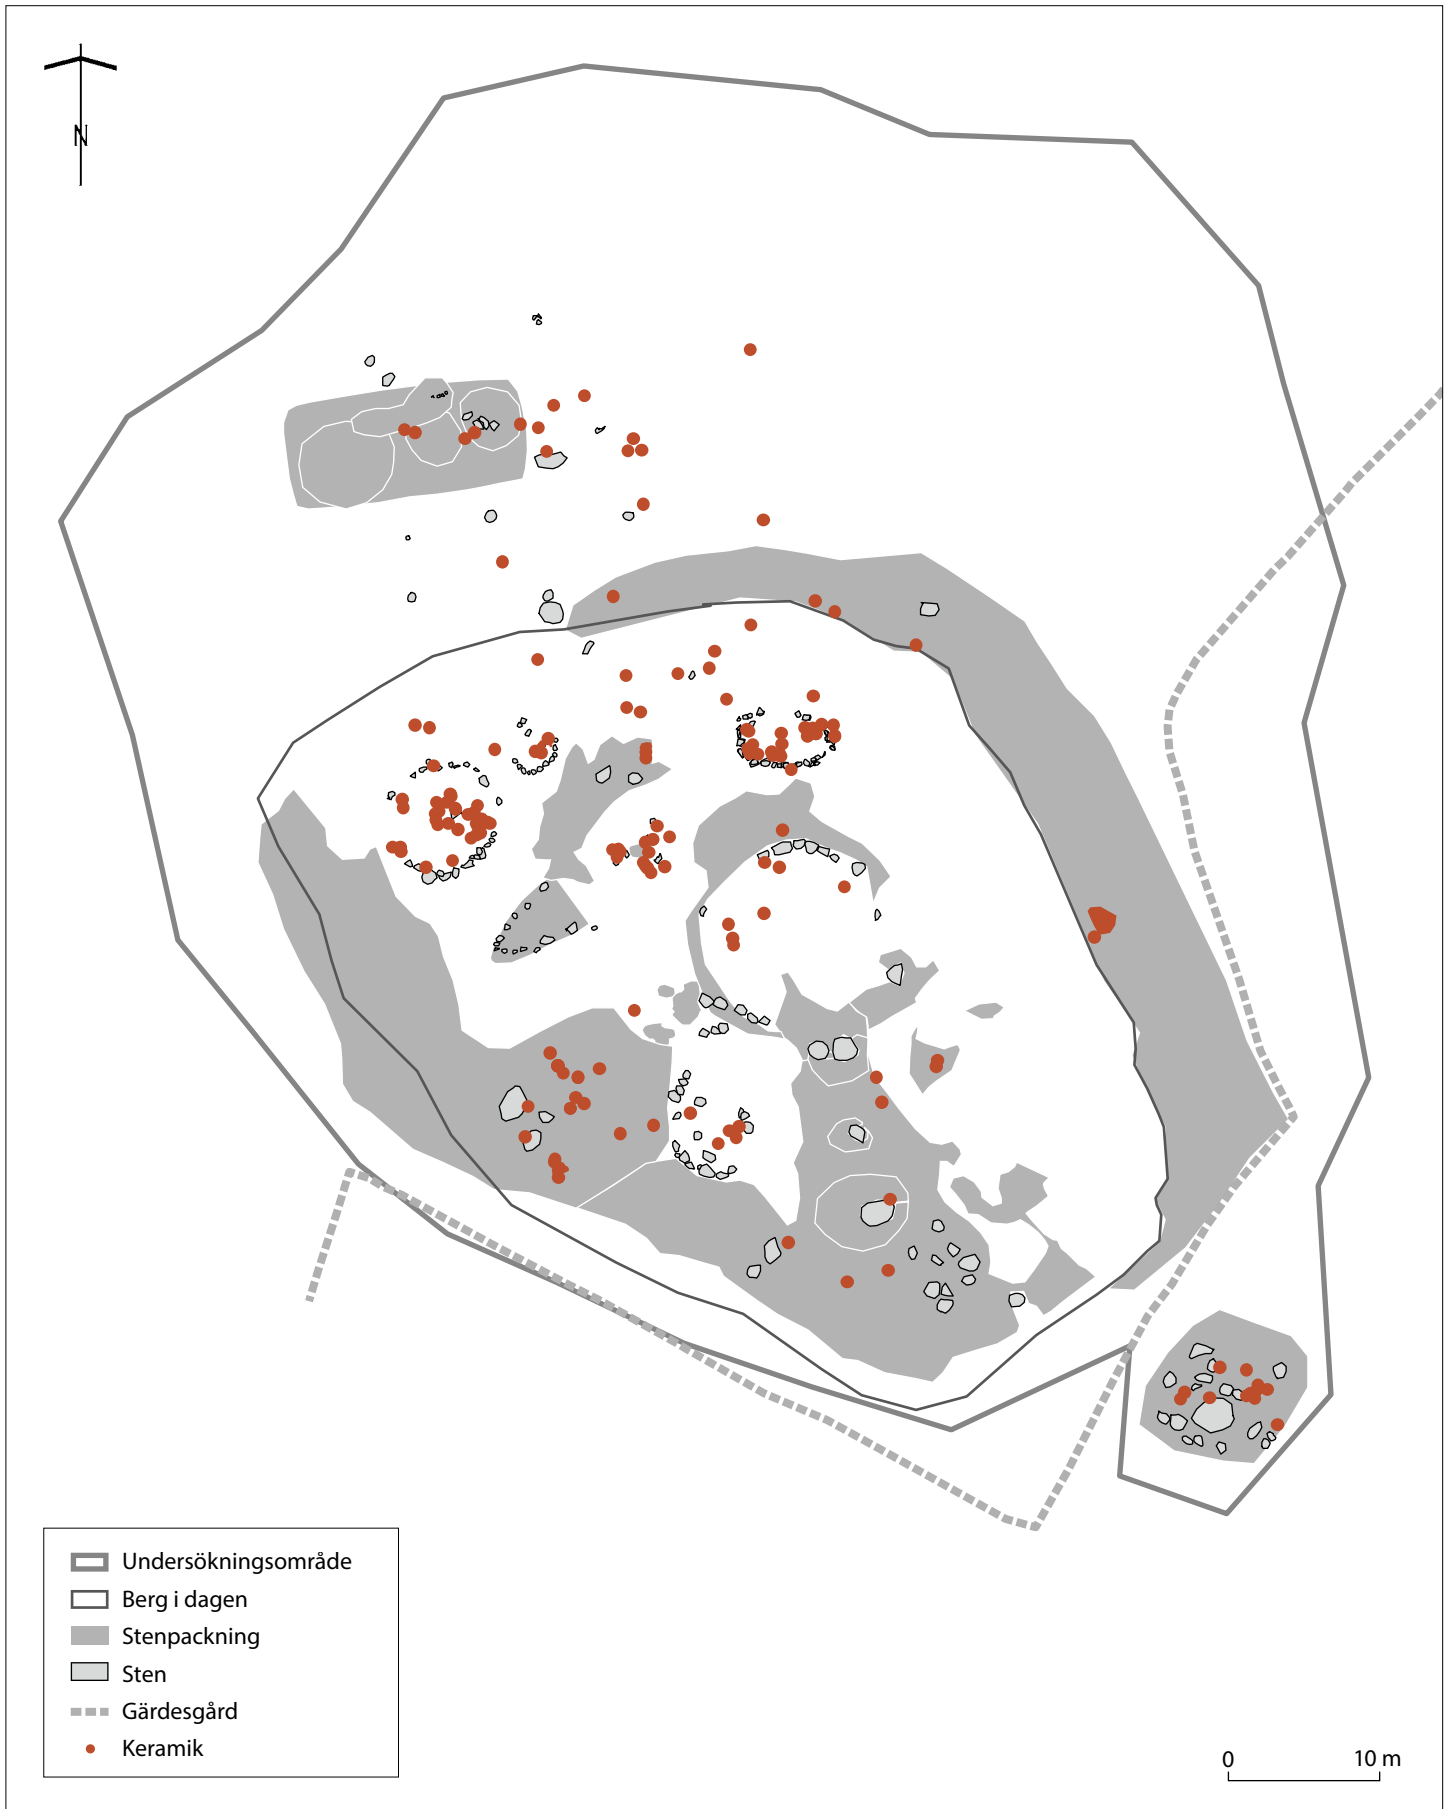 N
Undersökningsområde
Berg i dagen
Stenpackning
Sten
Gärdesgård
Keramik
0 10 m